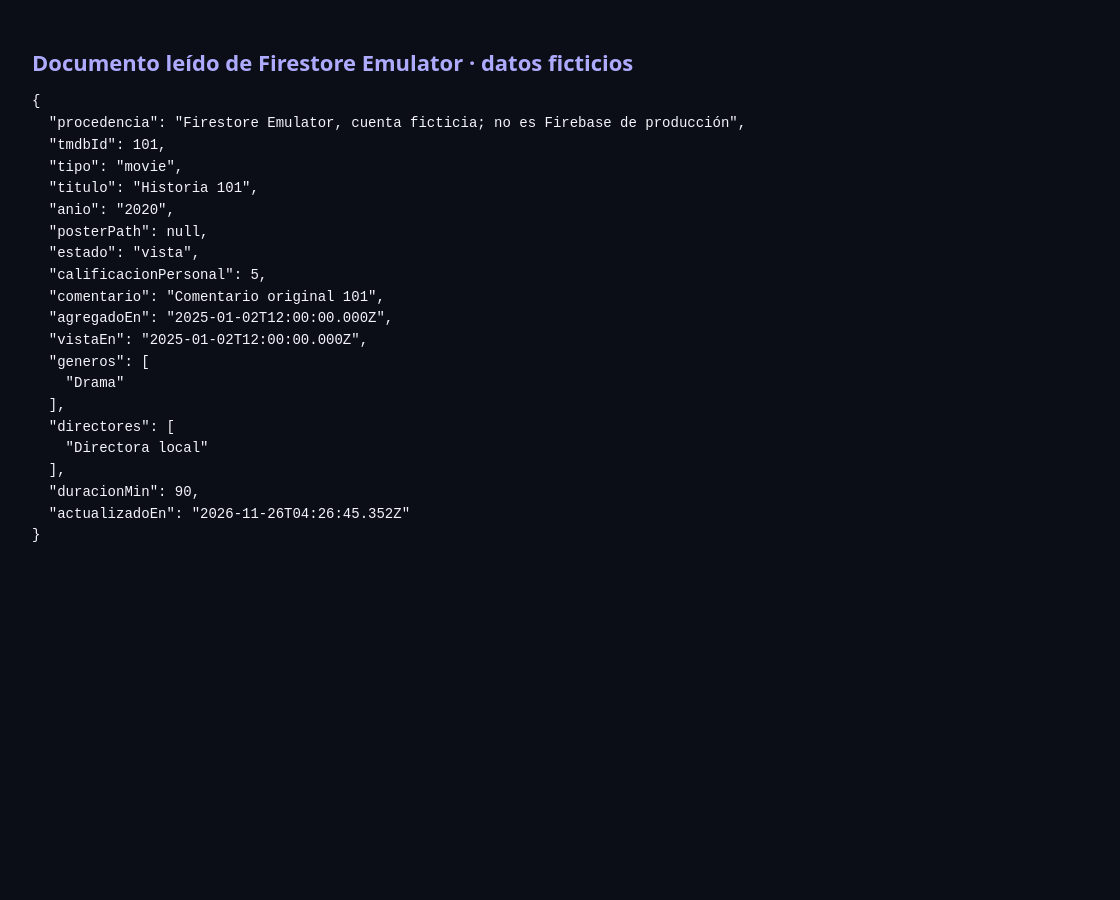 Documento leído de Firestore Emulator · datos ficticios
{
  "procedencia": "Firestore Emulator, cuenta ficticia; no es Firebase de producción",
  "tmdbId": 101,
  "tipo": "movie",
  "titulo": "Historia 101",
  "anio": "2020",
  "posterPath": null,
  "estado": "vista",
  "calificacionPersonal": 5,
  "comentario": "Comentario original 101",
  "agregadoEn": "2025-01-02T12:00:00.000Z",
  "vistaEn": "2025-01-02T12:00:00.000Z",
  "generos": [
    "Drama"
  ],
  "directores": [
    "Directora local"
  ],
  "duracionMin": 90,
  "actualizadoEn": "2026-11-26T04:26:45.352Z"
}